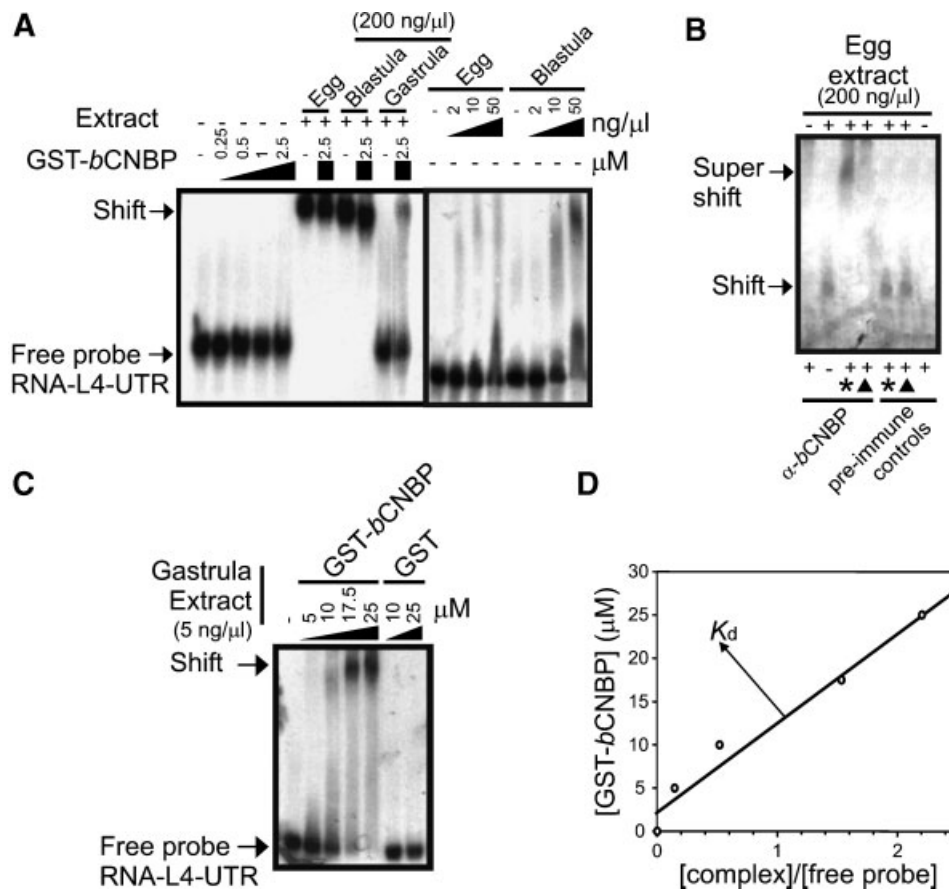 A
(200 ng/µl)
Egg
Blastula
Gastrula
Egg
Blastula
Extract - - - - - + + + + + +
- 2 10 50 - 2 10 50 ng/µl
GST-bCNBP - 0.25 0.5 1 2.5 - 2.5 - 2.5 - 2.5 - - - - - - - - µM
Shift
Free probe
RNA-L4-UTR
B
Egg
extract
(200 ng/µl)
- + + + + + -
Super
shift
Shift
+ - + + + + +
* ▲ * ▲
α-bCNBP
pre-immune
controls
C
GST-bCNBP
GST
Gastrula
Extract
(5 ng/µl)
- 5 10 17.5 25 10 25 µM
Shift
Free probe
RNA-L4-UTR
D
30
25
20
15
10
5
0
[GST-bCNBP] (µM)
Kd
0 1 2
[complex]/[free probe]